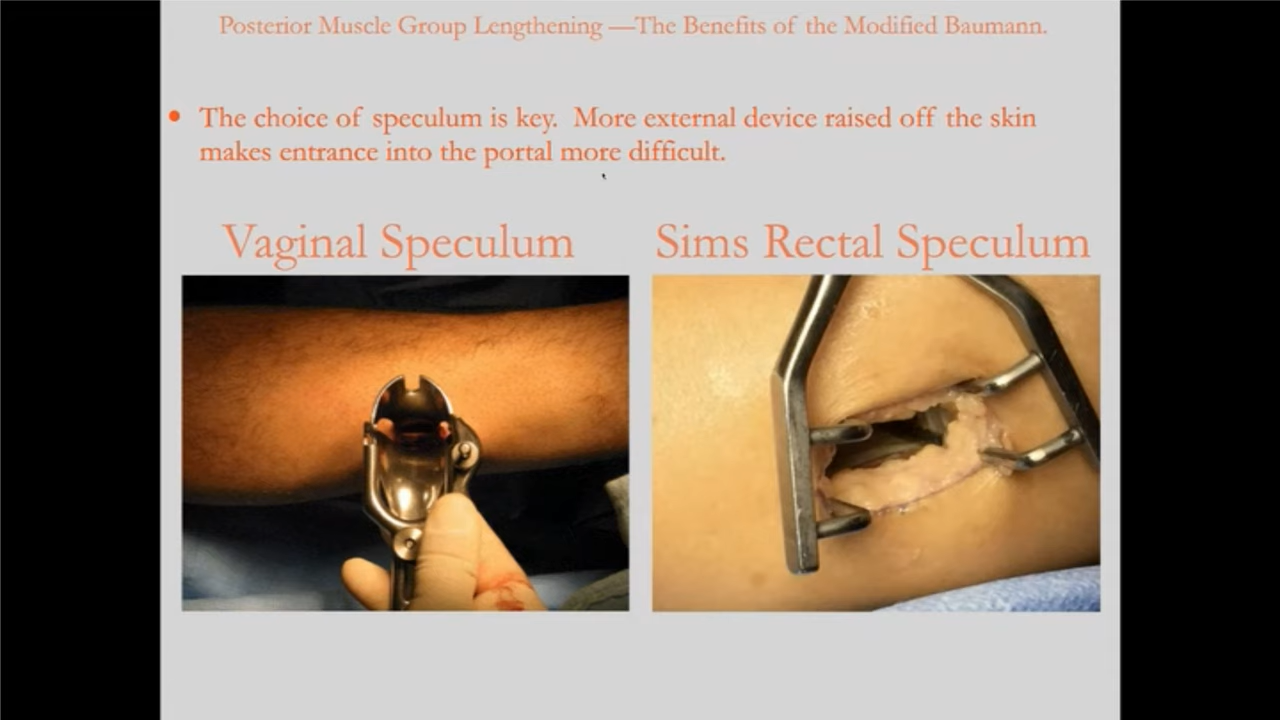 Posterior Muscle Group Lengthening —The Benefits of the Modified Baumann.
• The choice of speculum is key. More external device raised off the skin
makes entrance into the portal more difficult.
Vaginal Speculum
Sims Rectal Speculum